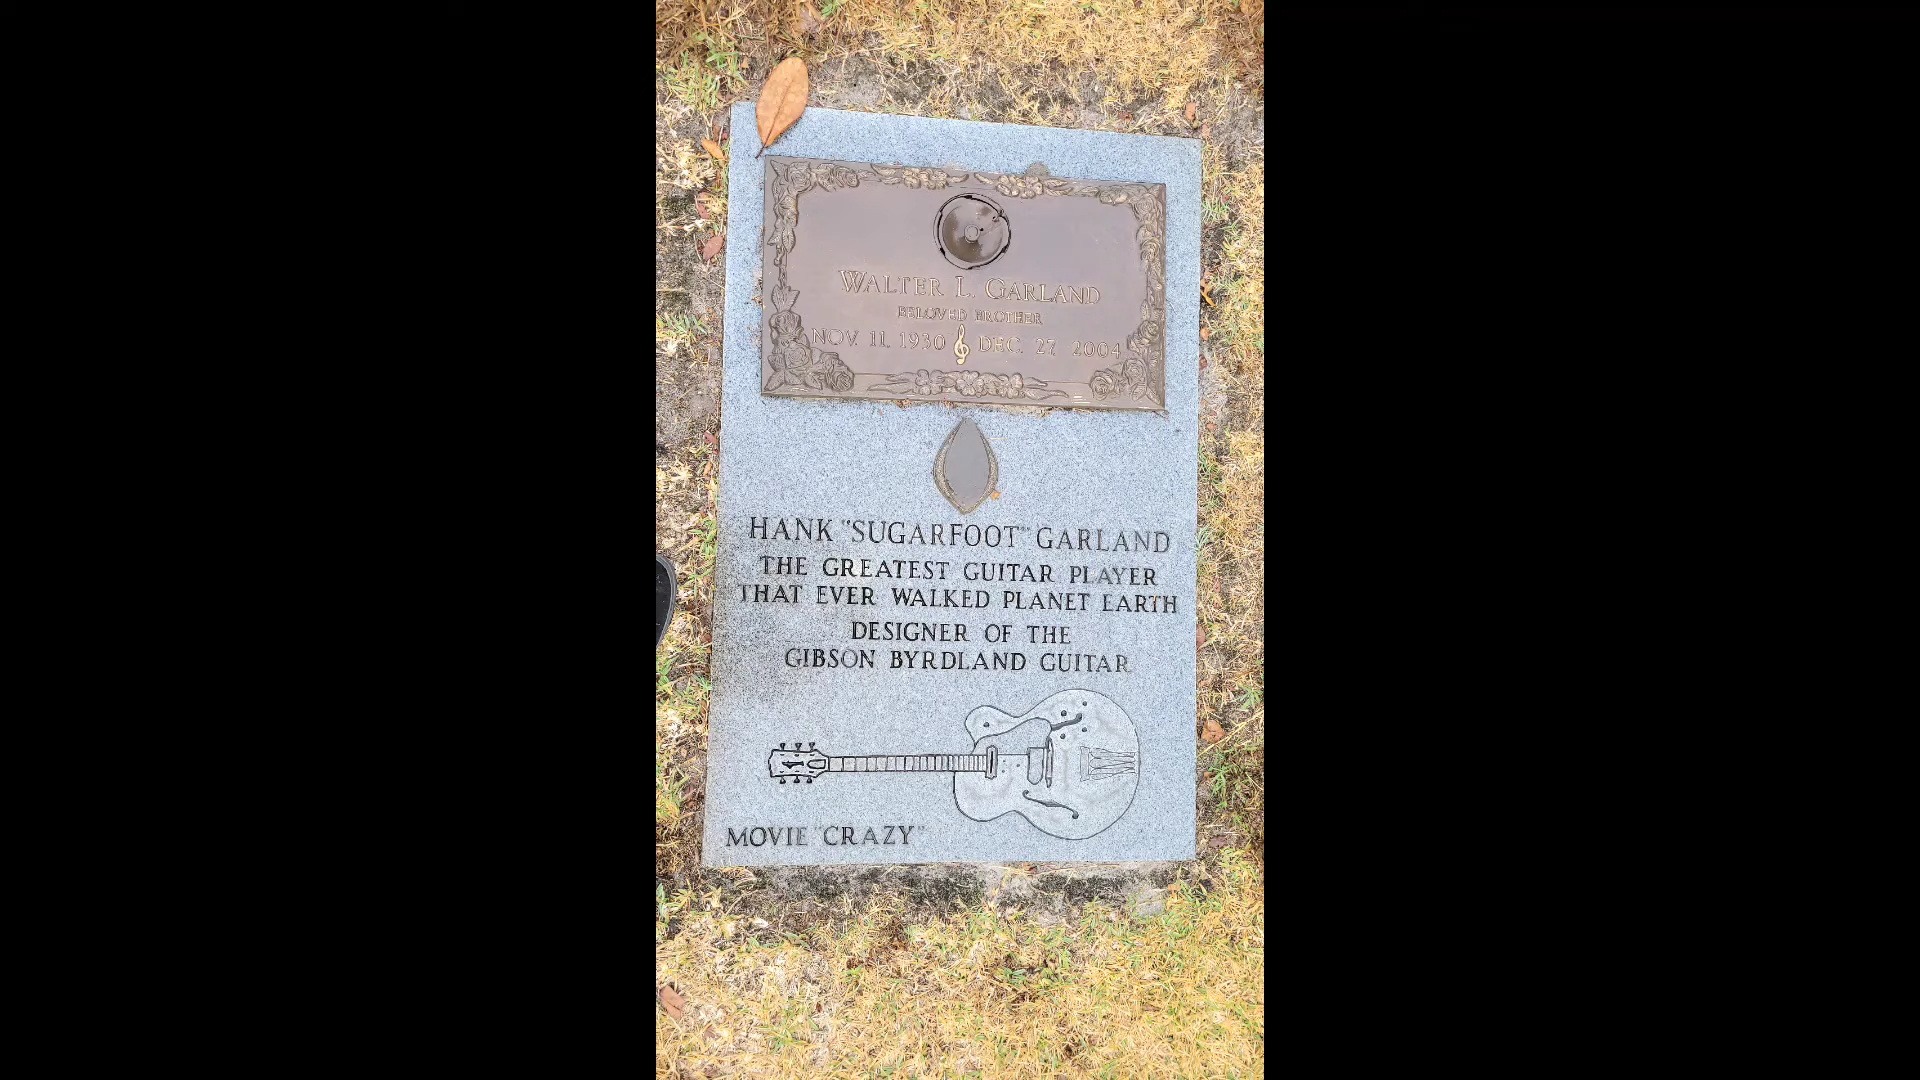 WALTER L. GARLAND
BELOVED BROTHER
NOV. 11, 1930 DEC. 27, 2004
HANK "SUGARFOOT" GARLAND
THE GREATEST GUITAR PLAYER
THAT EVER WALKED PLANET EARTH
DESIGNER OF THE
GIBSON BYRDLAND GUITAR
MOVIE "CRAZY"